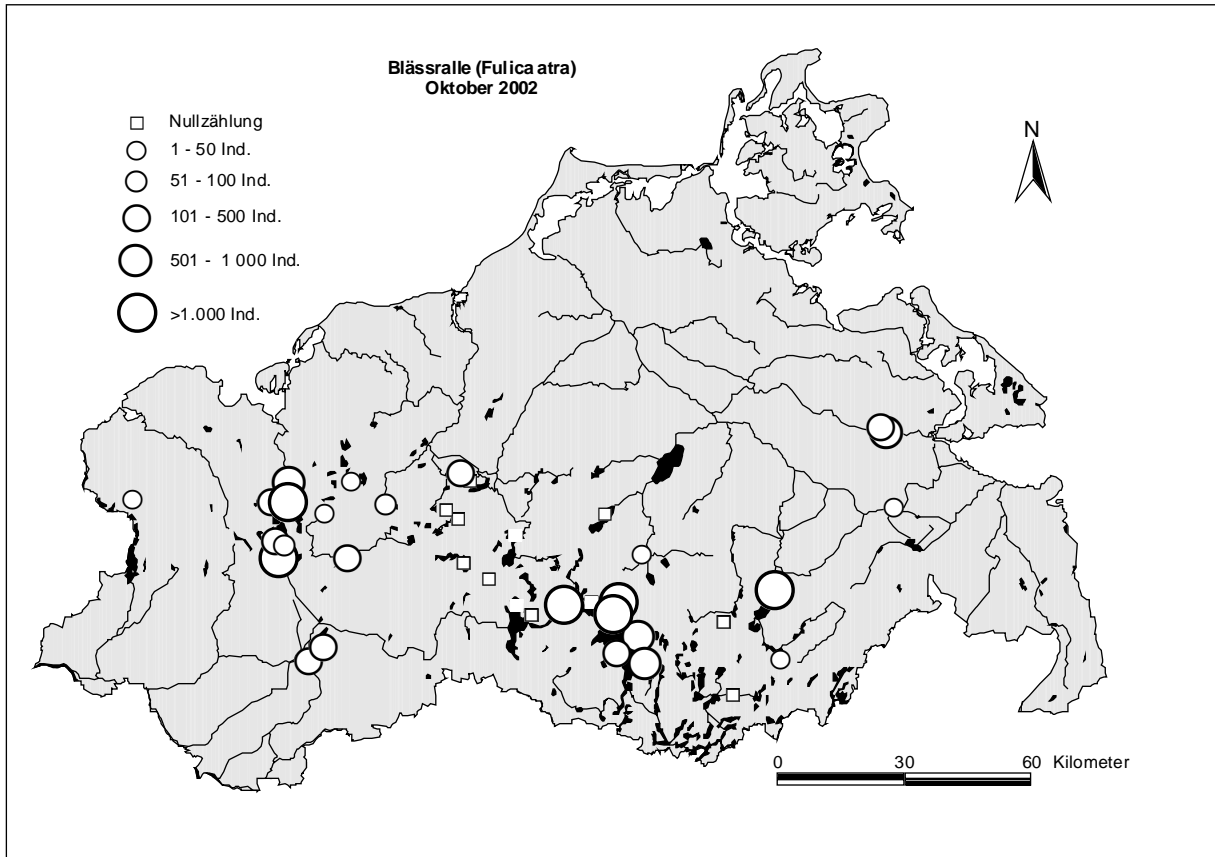 Blässralle (Fulica atra)
Oktober 2002
Nullzählung
1 - 50 Ind.
51 - 100 Ind.
101 - 500 Ind.
501 - 1 000 Ind.
>1.000 Ind.
N
0 30 60 Kilometer